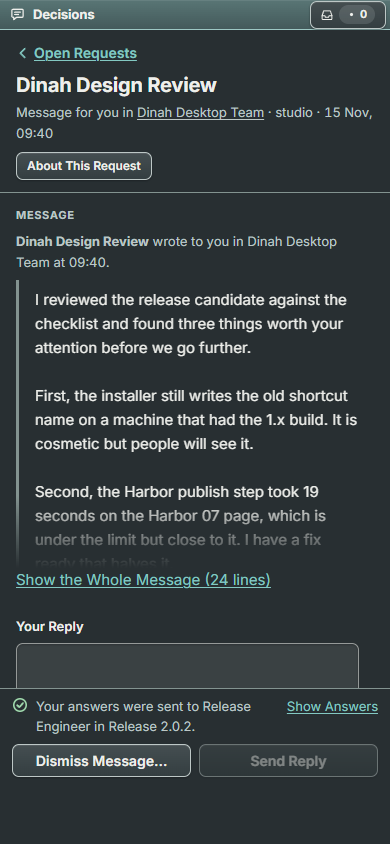 Decisions
• 0
Open Requests
Dinah Design Review
Message for you in Dinah Desktop Team · studio · 15 Nov,
09:40
About This Request
MESSAGE
Dinah Design Review wrote to you in Dinah Desktop
Team at 09:40.
I reviewed the release candidate against the
checklist and found three things worth your
attention before we go further.
First, the installer still writes the old shortcut
name on a machine that had the 1.x build. It is
cosmetic but people will see it.
Second, the Harbor publish step took 19
seconds on the Harbor 07 page, which is
under the limit but close to it. I have a fix
ready that halves it.
Show the Whole Message (24 lines)
Your Reply
Your answers were sent to Release
Engineer in Release 2.0.2.
Show Answers
Dismiss Message...
Send Reply